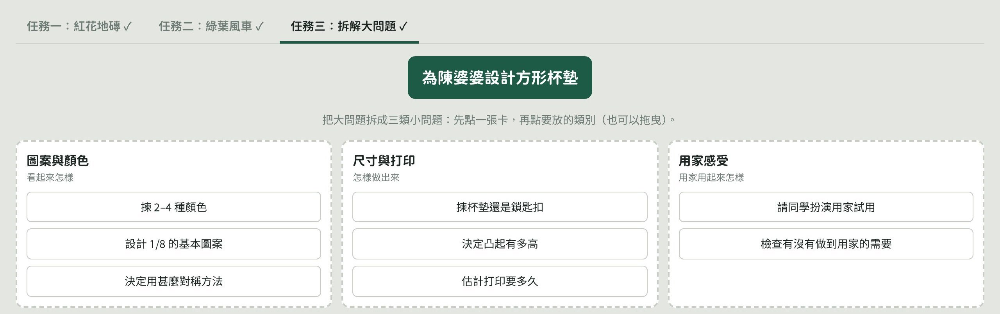 任務一：紅花地磚 ✓
任務二：綠葉風車 ✓
任務三：拆解大問題 ✓
為陳婆婆設計方形杯墊
把大問題拆成三類小問題：先點一張卡，再點要放的類別（也可以拖曳）。
圖案與顏色
看起來怎樣
揀 2–4 種顏色
設計 1/8 的基本圖案
決定用甚麼對稱方法
尺寸與打印
怎樣做出來
揀杯墊還是鎖匙扣
決定凸起有多高
估計打印要多久
用家感受
用家用起來怎樣
請同學扮演用家試用
檢查有沒有做到用家的需要